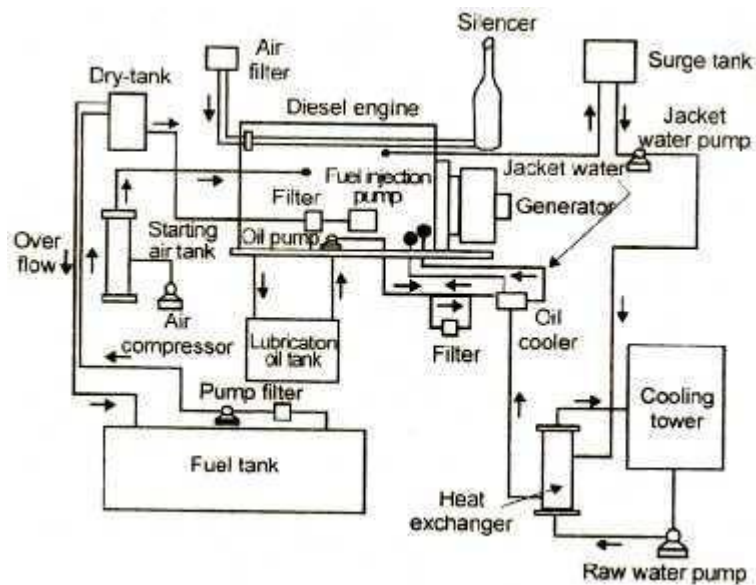 Silencer
Air
filter
Surge tank
Dry-tank
Diesel engine
Jacket
water pump
Jacket water
Fuel injection
pump
Filter
Generator
Oil pump
Starting
air tank
Over
flow
Air
compressor
Lubrication
oil tank
Filter
Oil
cooler
Pump filter
Cooling
tower
Fuel tank
Heat
exchanger
Raw water pump